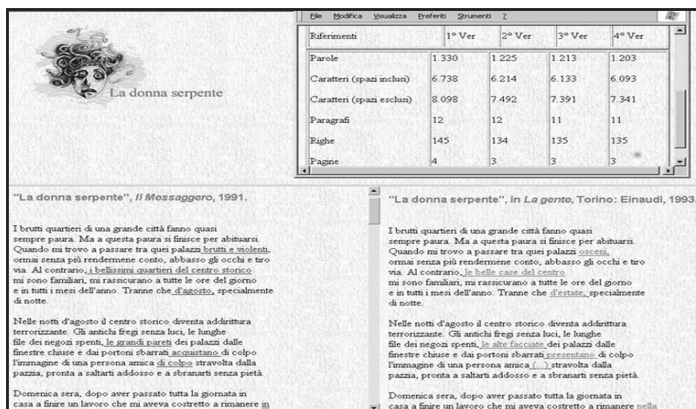 File Modifica Visualizza Preferiti Strumenti ?
Riferimenti 1º Ver 2º Ver 3º Ver 4º Ver
Parole 1.330 1.225 1.213 1.203
Caratteri (spazi inclusi) 6.738 6.214 6.133 6.093
Caratteri (spazi esclusi) 8.098 7.492 7.391 7.341
Paragrafi 12 12 11 11
Righe 145 134 135 135
Pagine 4 3 3 3
La donna serpente
"La donna serpente", Il Messaggero, 1991.
I brutti quartieri di una grande città fanno quasi
sempre paura. Ma a questa paura si finisce per abituarsi.
Quando mi trovo a passare tra quei palazzi brutti e violenti,
ormai senza più rendermene conto, abbasso gli occhi e tiro
via. Al contrario, i bellissimi quartieri del centro storico
mi sono familiari, mi rassicurano a tutte le ore del giorno
e in tutti i mesi dell'anno. Tranne che d'agosto, specialmente
di notte.
Nelle notti d'agosto il centro storico diventa addirittura
terrorizzante. Gli antichi fregi senza luci, le lunghe
file dei negozi spenti, le grandi pareti dei palazzi dalle
finestre chiuse e dai portoni sbarrati acquistano di colpo
l'immagine di una persona amica di colpo stravolta dalla
pazzia, pronta a saltarti addosso e a sbranarti senza pietà.
Domenica sera, dopo aver passato tutta la giornata in
casa a finire un lavoro che mi aveva costretto a rimanere in
"La donna serpente", in La gente, Torino: Einaudi, 1993.
I brutti quartieri di una grande città fanno quasi
sempre paura. Ma a questa paura si finisce per abituarsi.
Quando mi trovo a passare tra quei palazzi osceni,
ormai senza più rendermene conto, abbasso gli occhi e tiro
via. Al contrario, le belle case del centro
mi sono familiari, mi rassicurano a tutte le ore del giorno
e in tutti i mesi dell'anno. Tranne che d'estate, specialmente
di notte.
Nelle notti d'agosto il centro storico diventa addirittura
terrorizzante. Gli antichi fregi senza luci, le lunghe
file dei negozi spenti, le alte facciate dei palazzi dalle
finestre chiuse e dai portoni sbarrati presentano di colpo
l'immagine di una persona amica (...) stravolta dalla
pazzia, pronta a saltarti addosso e a sbranarti senza pietà.
Domenica sera, dopo aver passato tutta la giornata in
casa a finire un lavoro che mi aveva costretto a rimanere nella